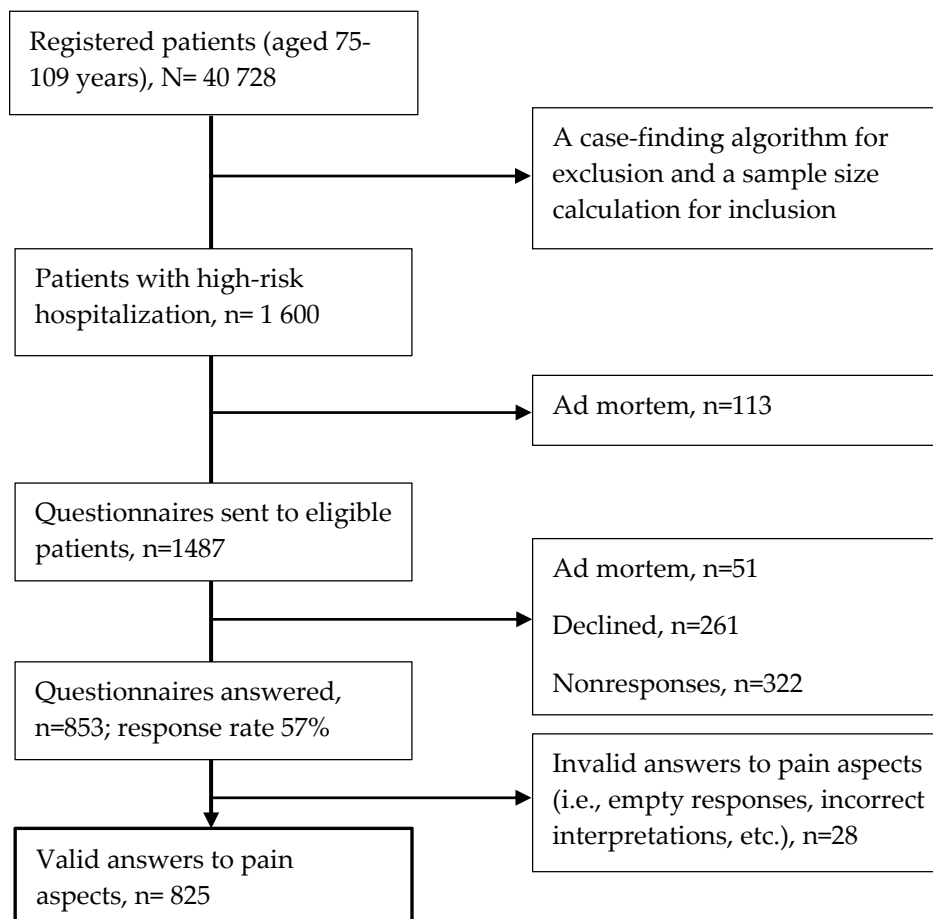 Registered patients (aged 75-
109 years), N= 40 728
A case-finding algorithm for
exclusion and a sample size
calculation for inclusion
Patients with high-risk
hospitalization, n= 1 600
Ad mortem, n=113
Questionnaires sent to eligible
patients, n=1487
Ad mortem, n=51
Declined, n=261
Nonresponses, n=322
Questionnaires answered,
n=853; response rate 57%
Invalid answers to pain aspects
(i.e., empty responses, incorrect
interpretations, etc.), n=28
Valid answers to pain
aspects, n= 825